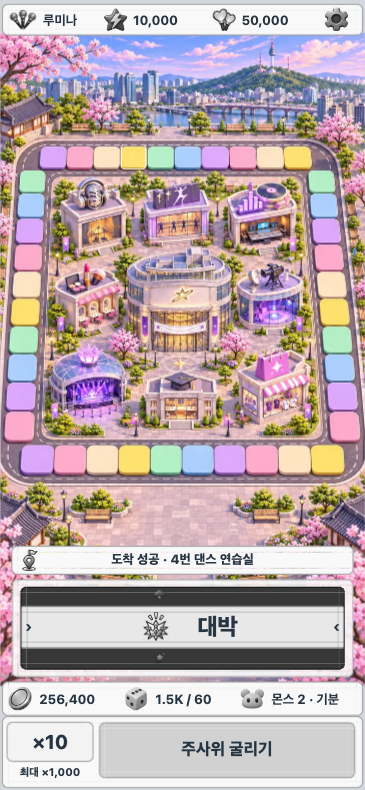 루미나 10,000 50,000
도착 성공 · 4번 댄스 연습실
› 대박 ‹
256,400 1.5K / 60 몬스 2 · 기분
×10
최대 ×1,000
주사위 굴리기